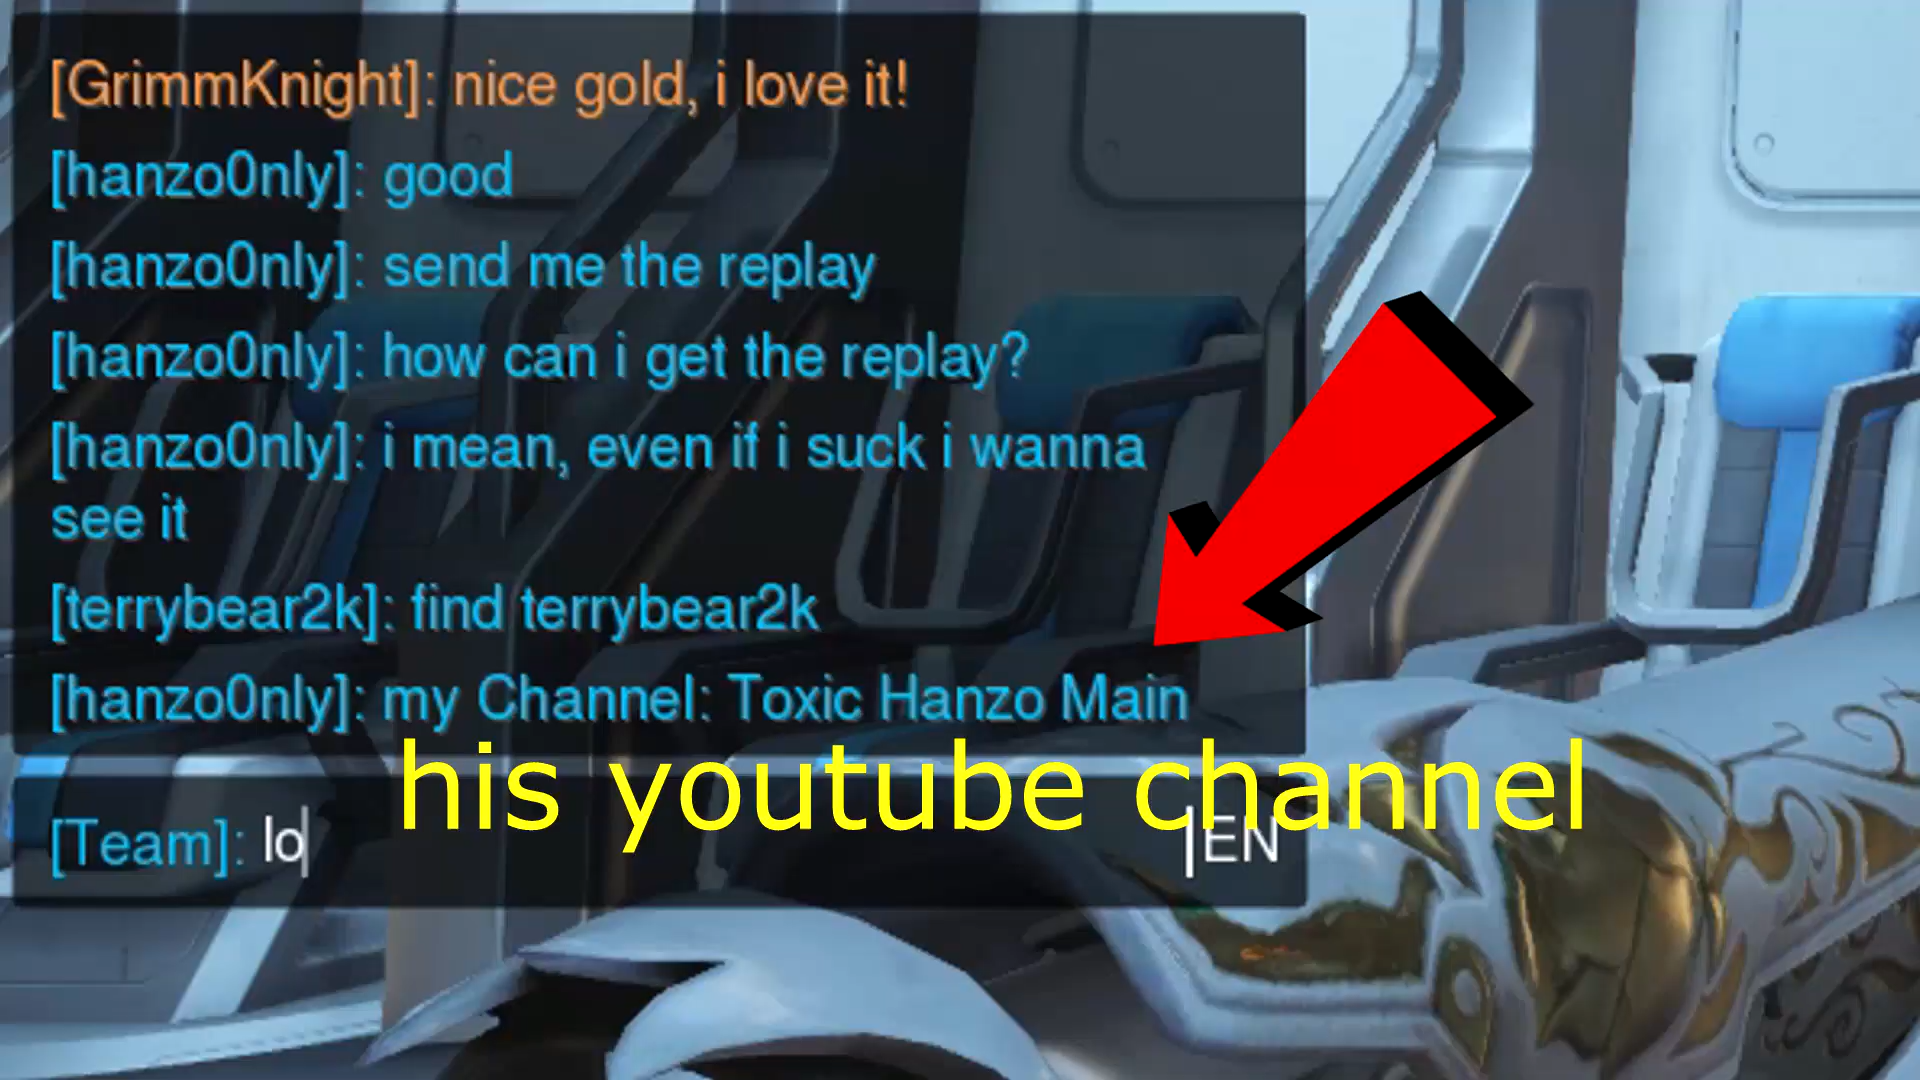 [GrimmKnight]: nice gold, i love it!
[hanzo0nly]: good
[hanzo0nly]: send me the replay
[hanzo0nly]: how can i get the replay?
[hanzo0nly]: i mean, even if i suck i wanna
see it
[terrybear2k]: find terrybear2k
[hanzo0nly]: my Channel: Toxic Hanzo Main
his youtube channel
[Team]: lo |EN